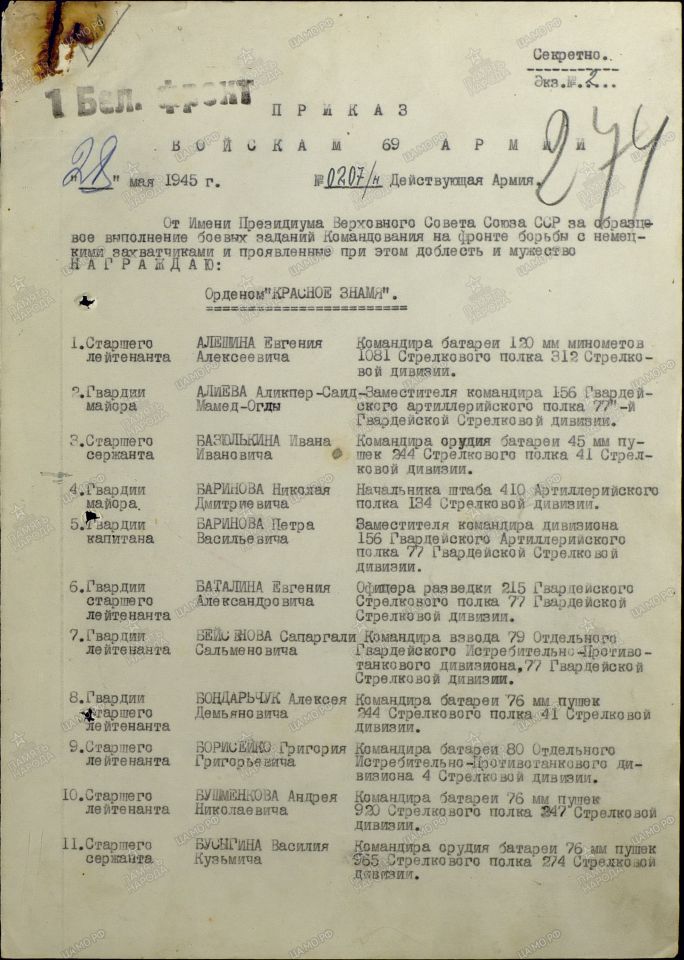 Секретно.
Экз.№ 2...
1 Бел. фронт
ПРИКАЗ
ВОЙСКАМ 69 АРМИИ
274
"28" мая 1945 г. №0207/н Действующая Армия.
От Имени Президиума Верховного Совета Союза ССР за образцо-
вое выполнение боевых заданий Командования на фронте борьбы с немец-
кими захватчиками и проявленные при этом доблесть и мужество
НАГРАЖДАЮ:
Орденом "КРАСНОЕ ЗНАМЯ".
1.Старшего АЛЕШИНА Евгения Командира батареи 120 мм минометов
лейтенанта Алексеевича 1081 Стрелкового полка 312 Стрелко-
вой дивизии.
2.Гвардии АЛИЕВА Аликпер-Саид-Заместителя командира 156 Гвардей-
майора Мамед-Огды ского артиллерийского полка 77"-й
Гвардейской Стрелковой дивизии.
3.Старшего БАЗЮЛЬКИНА Ивана Командира орудия батареи 45 мм пу-
сержанта Ивановича шек 244 Стрелкового полка 41 Стрел-
ковой дивизии.
4.Гвардии БАРИНОВА Николая Начальника штаба 410 Артиллерийского
майора Дмитриевича полка 134 Стрелковой дивизии.
5.Гвардии БАРИНОВА Петра Заместителя командира дивизиона
капитана Васильевича 156 Гвардейского Артиллерийского
полка 77 Гвардейской Стрелковой
дивизии.
6.Гвардии БАТАЛИНА Евгения Офицера разведки 215 Гвардейского
старшего Александровича Стрелкового полка 77 Гвардейской
лейтенанта Стрелковой дивизии.
7.Гвардии БЕЙСЕНОВА Сапаргали Командира взвода 79 Отдельного
лейтенанта Сальменовича Гвардейского Истребительно-Противо-
танкового дивизиона,77 Гвардейской
Стрелковой дивизии.
8.Гвардии БОНДАРЬЧУК Алексея Командира батареи 76 мм пушек
старшего Демьяновича 244 Стрелкового полка 41 Стрелковой
лейтенанта дивизии.
9.Старшего БОРИСЕЙКО Григория Командира батареи 80 Отдельного
лейтенанта Григорьевича Истребительно-Противотанкового ди-
визиона 4 Стрелковой дивизии.
10.Старшего БУШМЕНКОВА Андрея Командира батареи 76 мм пушек
лейтенанта Николаевича 920 Стрелкового полка 247 Стрелковой
дивизии.
11.Старшего БУСЫГИНА Василия Командира орудия батареи 76 мм пушек
сержанта Кузьмича 965 Стрелкового полка 274 Стрелковой
дивизии.